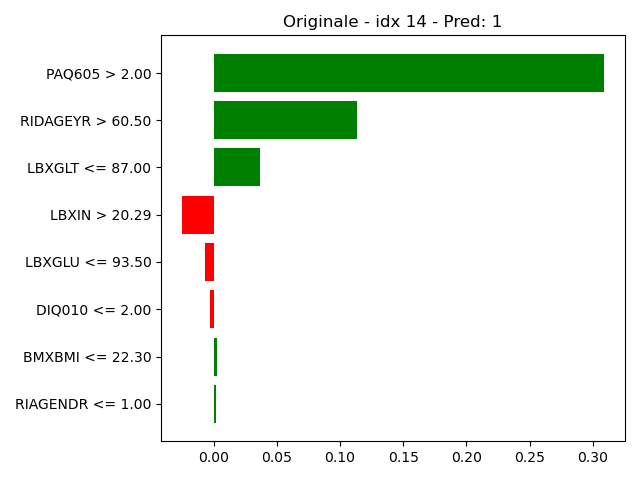 Originale - idx 14 - Pred: 1
PAQ605 > 2.00
RIDAGEYR > 60.50
LBXGLT <= 87.00
LBXIN > 20.29
LBXGLU <= 93.50
DIQ010 <= 2.00
BMXBMI <= 22.30
RIAGENDR <= 1.00
0.00 0.05 0.10 0.15 0.20 0.25 0.30